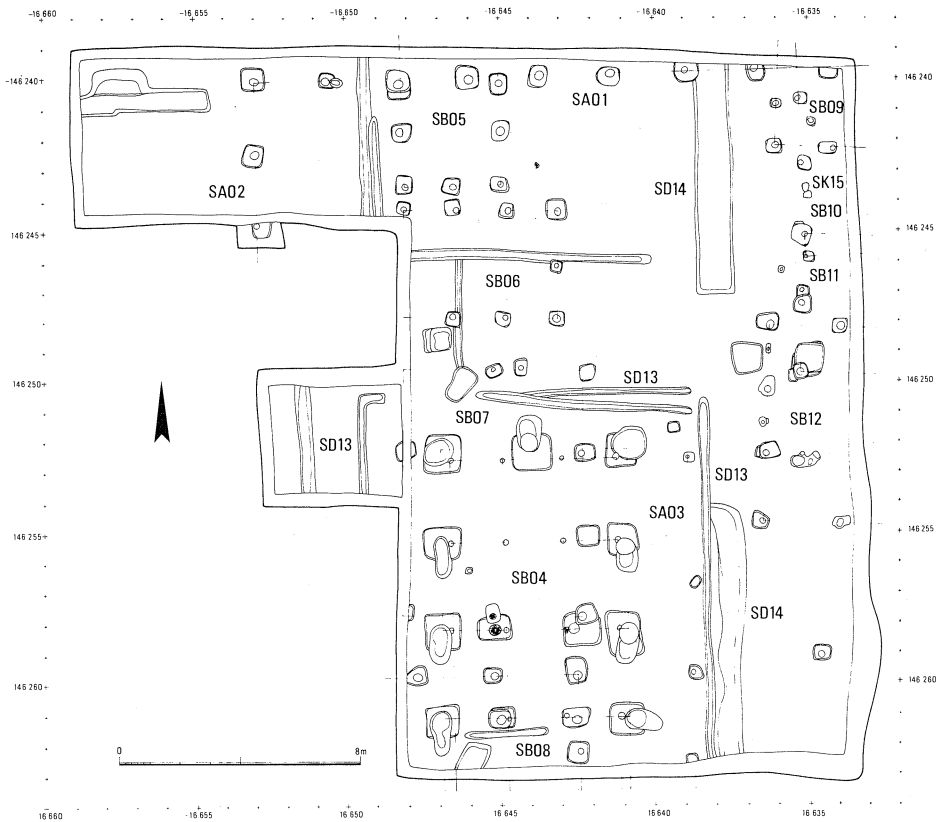 -16 660 -16 655 -16 650 -16 645 -16 640 -16 635
-146 240 146 240
SB05 SA01 SB09
SA02 SD14 SK15
SB10
146 245 146 245
SB06 SB11
146 250 146 250
SD13
SB07 SB12
SD13 SD13
SA03
146 255 146 255
SB04
SD14
146 260 146 260
SB08
0 8m
16 660 16 655 16 650 16 645 16 640 16 635